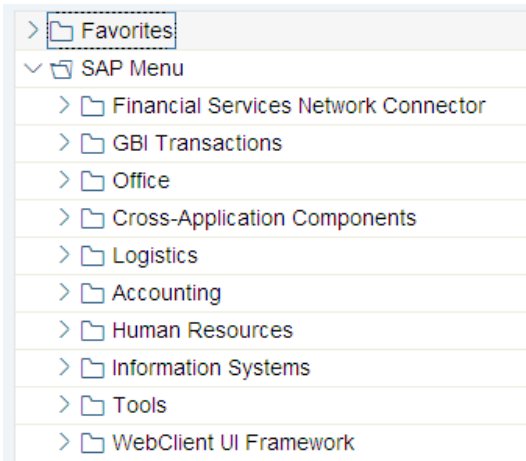 Favorites
SAP Menu
Financial Services Network Connector
GBI Transactions
Office
Cross-Application Components
Logistics
Accounting
Human Resources
Information Systems
Tools
WebClient UI Framework